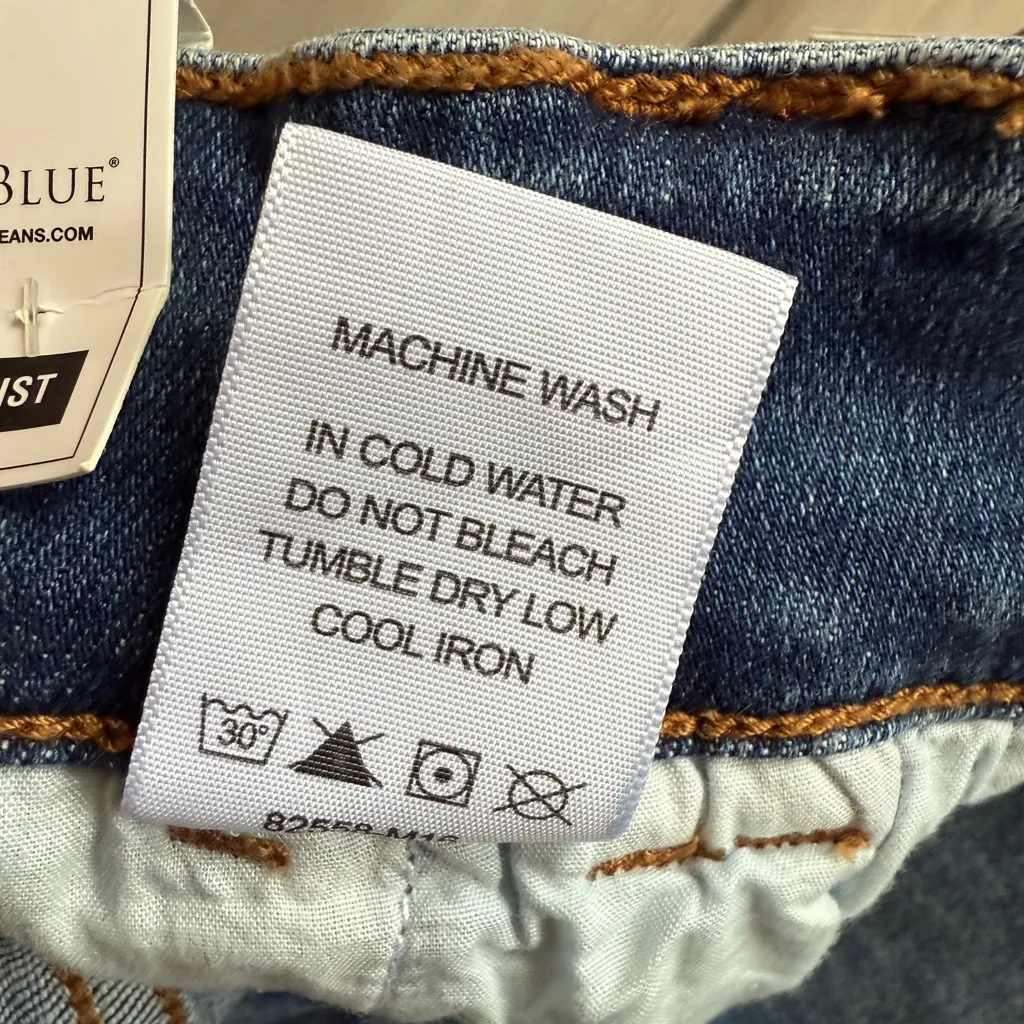 BLUE®
EANS.COM
IST
MACHINE WASH
IN COLD WATER
DO NOT BLEACH
TUMBLE DRY LOW
COOL IRON
30°